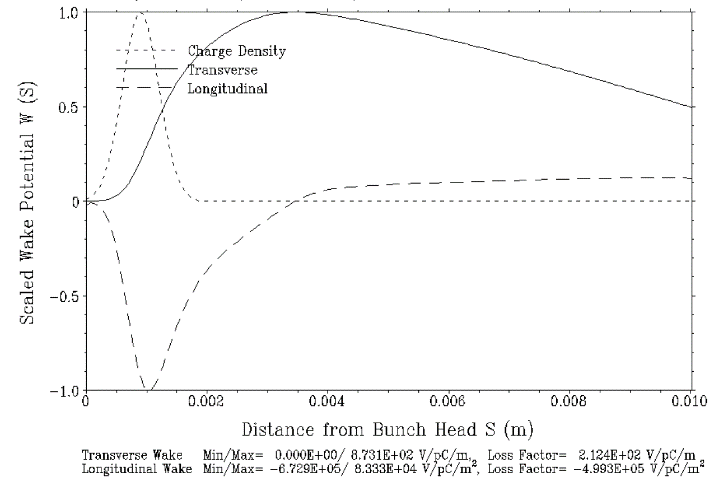 1.0
0.5
0
-0.5
-1.0
Scaled Wake Potential W (S)
Charge Density
Transverse
Longitudinal
0 0.002 0.004 0.006 0.008 0.010
Distance from Bunch Head S (m)
Transverse Wake Min/Max= 0.000E+00/ 8.731E+02 V/pC/m, Loss Factor= 2.124E+02 V/pC/m
Longitudinal Wake Min/Max= -6.729E+05/ 8.333E+04 V/pC/m², Loss Factor= -4.993E+05 V/pC/m²